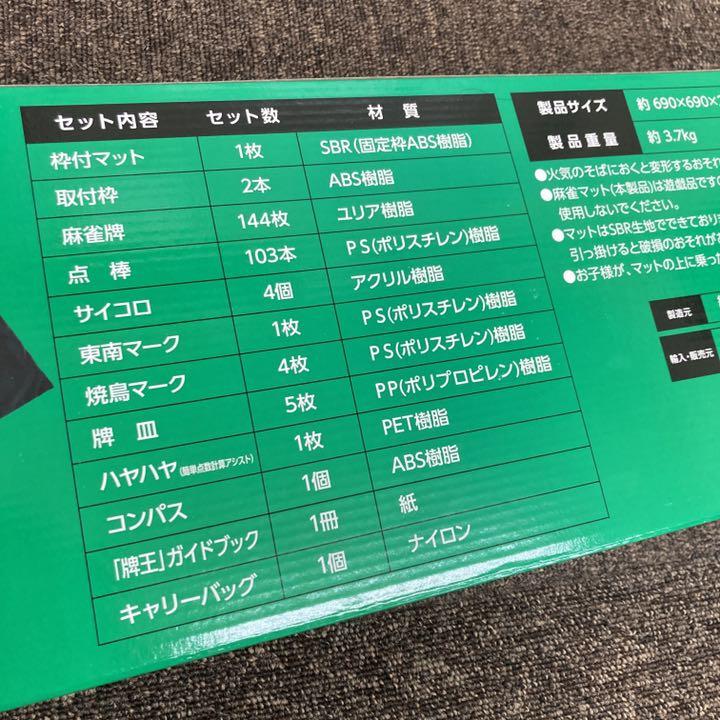 セット内容 セット数 材 質
枠付マット 1枚 SBR(固定枠ABS樹脂)
取付枠 2本 ABS樹脂
麻雀牌 144枚 ユリア樹脂
点 棒 103本 PS(ポリスチレン)樹脂
サイコロ 4個 アクリル樹脂
東南マーク 1枚 PS(ポリスチレン)樹脂
焼鳥マーク 4枚 PS(ポリスチレン)樹脂
牌 皿 5枚 PP(ポリプロピレン)樹脂
ハヤハヤ(簡単点数計算アシスト) 1枚 PET樹脂
コンパス 1個 ABS樹脂
「牌王」ガイドブック 1冊 紙
キャリーバッグ 1個 ナイロン
製品サイズ 約 690×690×
製品重量 約 3.7kg
●火気のそばにおくと変形するおそれ
●麻雀マット(本製品)は遊戯品ですの
使用しないでください。
●マットはSBR生地でできており
引っ掛けると破損のおそれが
●お子様が、マットの上に乗った
製造元
輸入・販売元